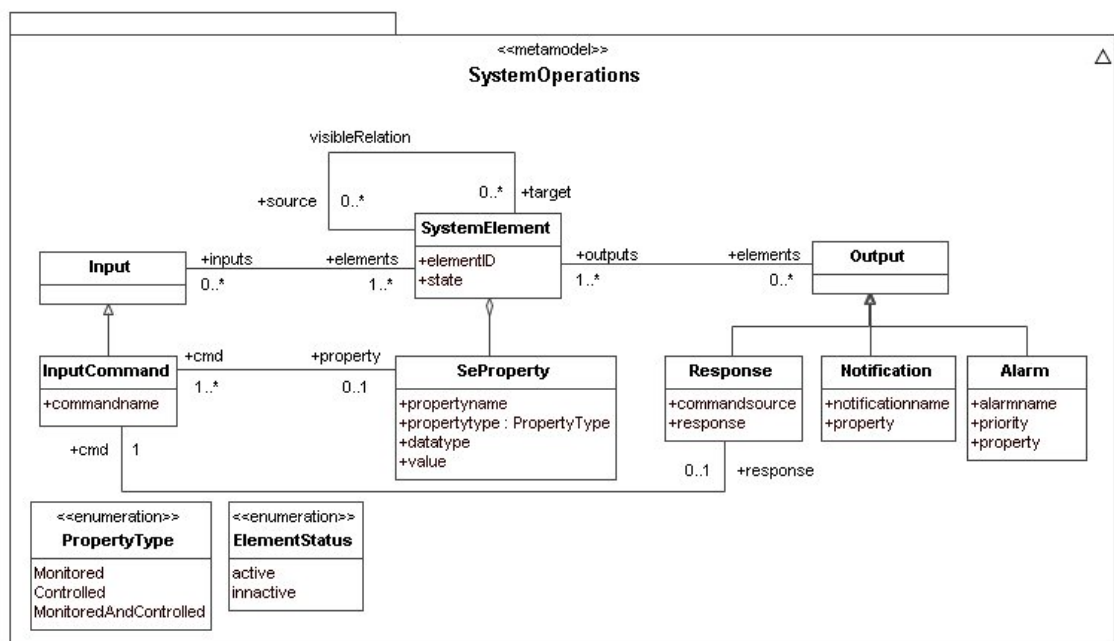 <<metamodel>>
SystemOperations
visibleRelation
+source
0..*
0..*
+target
SystemElement
+elementID
+state
Input
+inputs
0..*
+elements
1..*
+outputs
1..*
+elements
0..*
Output
InputCommand
+commandname
+cmd
1..*
+property
0..1
SeProperty
+propertyname
+propertytype : PropertyType
+datatype
+value
Response
+commandsource
+response
Notification
+notificationname
+property
Alarm
+alarmname
+priority
+property
+cmd
1
0..1
+response
<<enumeration>>
PropertyType
Monitored
Controlled
MonitoredAndControlled
<<enumeration>>
ElementStatus
active
innactive